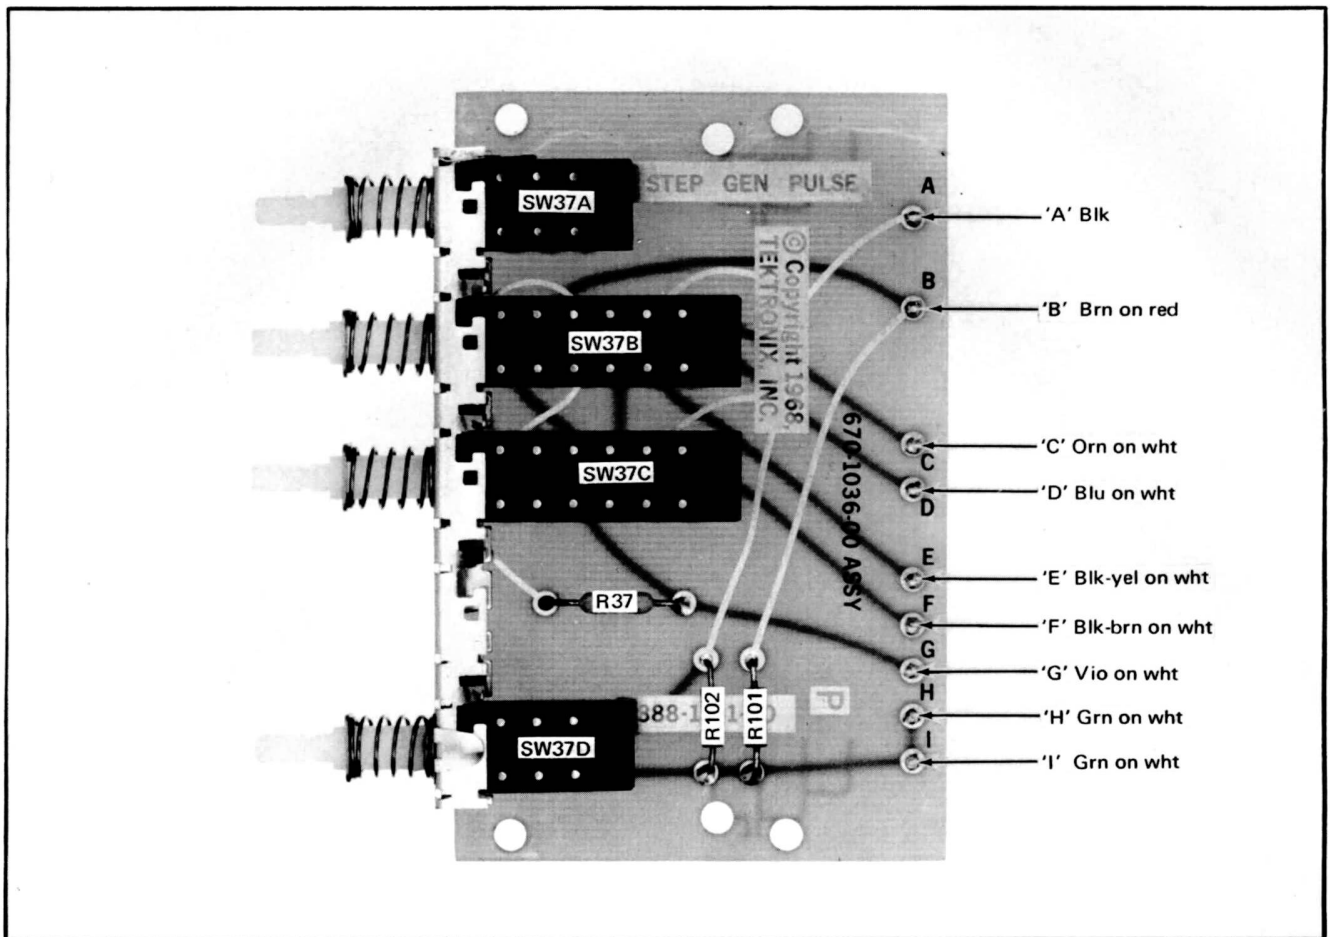 STEP GEN PULSE
SW37A
A
'A' Blk
© Copyright 1968,
TEKTRONIX, INC.
B
'B' Brn on red
SW37B
C
'C' Orn on wht
SW37C
D
'D' Blu on wht
670-1036-00 ASSY
E
'E' Blk-yel on wht
R37
F
'F' Blk-brn on wht
G
'G' Vio on wht
H
'H' Grn on wht
R102
R101
P
SW37D
I
'I' Grn on wht